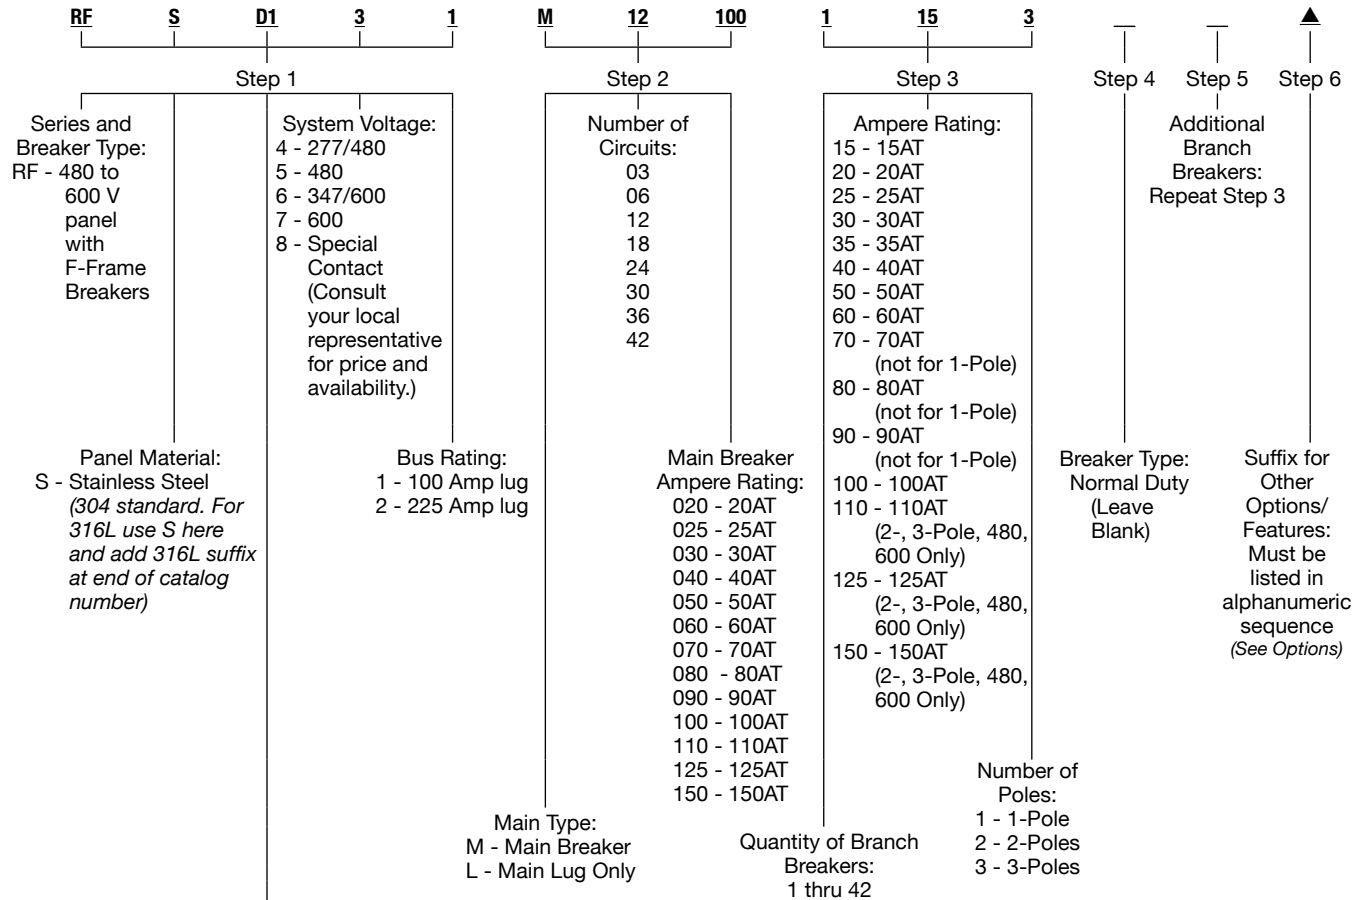 RF S D1 3 1 M 12 100 1 15 3 _ _ ▲
Step 1
Step 2
Step 3
Step 4
Step 5
Step 6
Series and
Breaker Type:
RF - 480 to
600 V
panel
with
F-Frame
Breakers
System Voltage:
4 - 277/480
5 - 480
6 - 347/600
7 - 600
8 - Special
Contact
(Consult
your local
representative
for price and
availability.)
Number of
Circuits:
03
06
12
18
24
30
36
42
Ampere Rating:
15 - 15AT
20 - 20AT
25 - 25AT
30 - 30AT
35 - 35AT
40 - 40AT
50 - 50AT
60 - 60AT
70 - 70AT
(not for 1-Pole)
80 - 80AT
(not for 1-Pole)
90 - 90AT
(not for 1-Pole)
100 - 100AT
110 - 110AT
(2-, 3-Pole, 480,
600 Only)
125 - 125AT
(2-, 3-Pole, 480,
600 Only)
150 - 150AT
(2-, 3-Pole, 480,
600 Only)
Additional
Branch
Breakers:
Repeat Step 3
Panel Material:
S - Stainless Steel
(304 standard. For
316L use S here
and add 316L suffix
at end of catalog
number)
Bus Rating:
1 - 100 Amp lug
2 - 225 Amp lug
Main Breaker
Ampere Rating:
020 - 20AT
025 - 25AT
030 - 30AT
040 - 40AT
050 - 50AT
060 - 60AT
070 - 70AT
080 - 80AT
090 - 90AT
100 - 100AT
110 - 110AT
125 - 125AT
150 - 150AT
Breaker Type:
Normal Duty
(Leave
Blank)
Suffix for
Other
Options/
Features:
Must be
listed in
alphanumeric
sequence
(See Options)
Main Type:
M - Main Breaker
L - Main Lug Only
Quantity of Branch
Breakers:
1 thru 42
Number of
Poles:
1 - 1-Pole
2 - 2-Poles
3 - 3-Poles